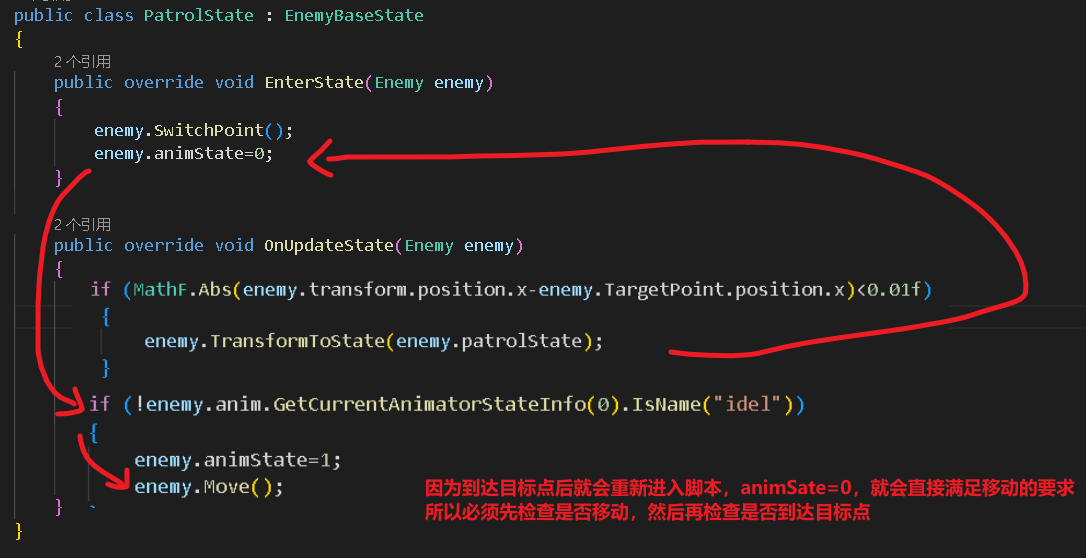 public class PatrolState : EnemyBaseState
{
2 个引用
public override void EnterState(Enemy enemy)
{
enemy.SwitchPoint();
enemy.animState=0;
}
2 个引用
public override void OnUpdateState(Enemy enemy)
{
if (MathF.Abs(enemy.transform.position.x-enemy.TargetPoint.position.x)<0.01f)
{
enemy.TransformToState(enemy.patrolState);
}
if (!enemy.anim.GetCurrentAnimatorStateInfo(0).IsName("idel"))
{
enemy.animState=1;
enemy.Move();
因为到达目标点后就会重新进入脚本，animSate=0，就会直接满足移动的要求
所以必须先检查是否移动，然后再检查是否到达目标点
}
}